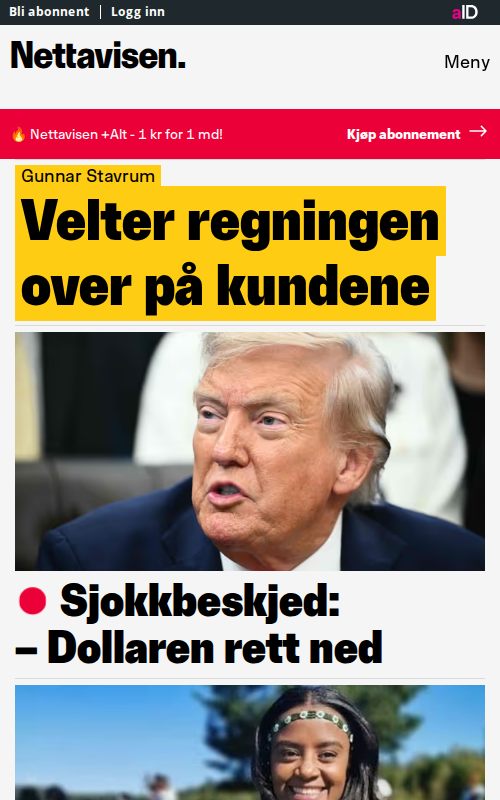 Bli abonnent | Logg inn
aID
Nettavisen.
Meny
🔥 Nettavisen +Alt - 1 kr for 1 md!
Kjøp abonnement →
Gunnar Stavrum
Velter regningen
over på kundene
Sjokkbeskjed:
– Dollaren rett ned